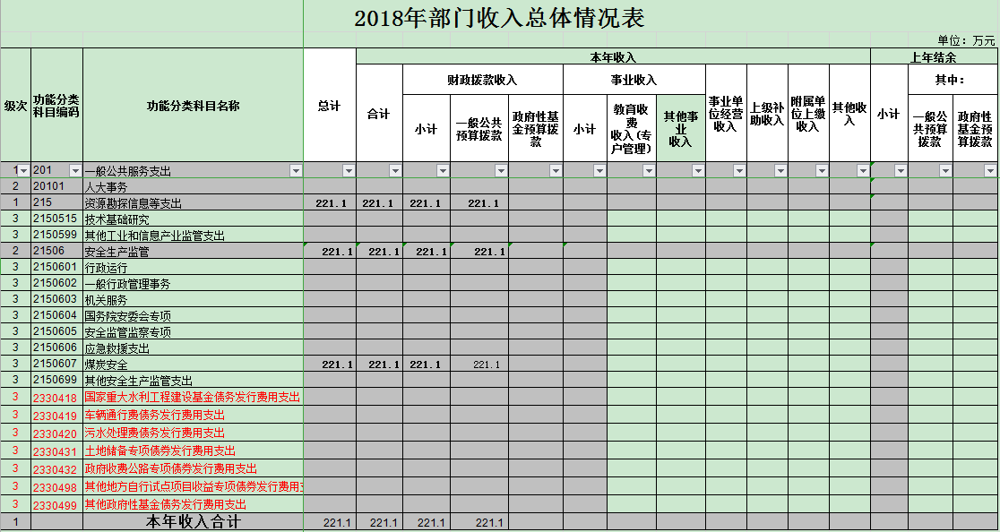 2018年部门收入总体情况表
单位：万元
级次 功能分类科目编码 功能分类科目名称 总计 本年收入 上年结余
合计 财政拨款收入 事业收入 事业单位经营收入 上级补助收入 附属单位上缴收入 其他收入 小计 其中：
小计 一般公共预算拨款 政府性基金预算拨款 小计 教育收费收入(专户管理) 其他事业收入 一般公共预算拨款 政府性基金预算拨款
1 201 一般公共服务支出
2 20101 人大事务
1 215 资源勘探信息等支出 221.1 221.1 221.1 221.1
3 2150515 技术基础研究
3 2150599 其他工业和信息产业监管支出
2 21506 安全生产监管 221.1 221.1 221.1 221.1
3 2150601 行政运行
3 2150602 一般行政管理事务
3 2150603 机关服务
3 2150604 国务院安委会专项
3 2150605 安全监管监察专项
3 2150606 应急救援支出
3 2150607 煤炭安全 221.1 221.1 221.1 221.1
3 2150699 其他安全生产监管支出
3 2330418 国家重大水利工程建设基金债务发行费用支出
3 2330419 车辆通行费债务发行费用支出
3 2330420 污水处理费债务发行费用支出
3 2330431 土地储备专项债券发行费用支出
3 2330432 政府收费公路专项债券发行费用支出
3 2330498 其他地方自行试点项目收益专项债券发行费用
3 2330499 其他政府性基金债务发行费用支出
1 本年收入合计 221.1 221.1 221.1 221.1